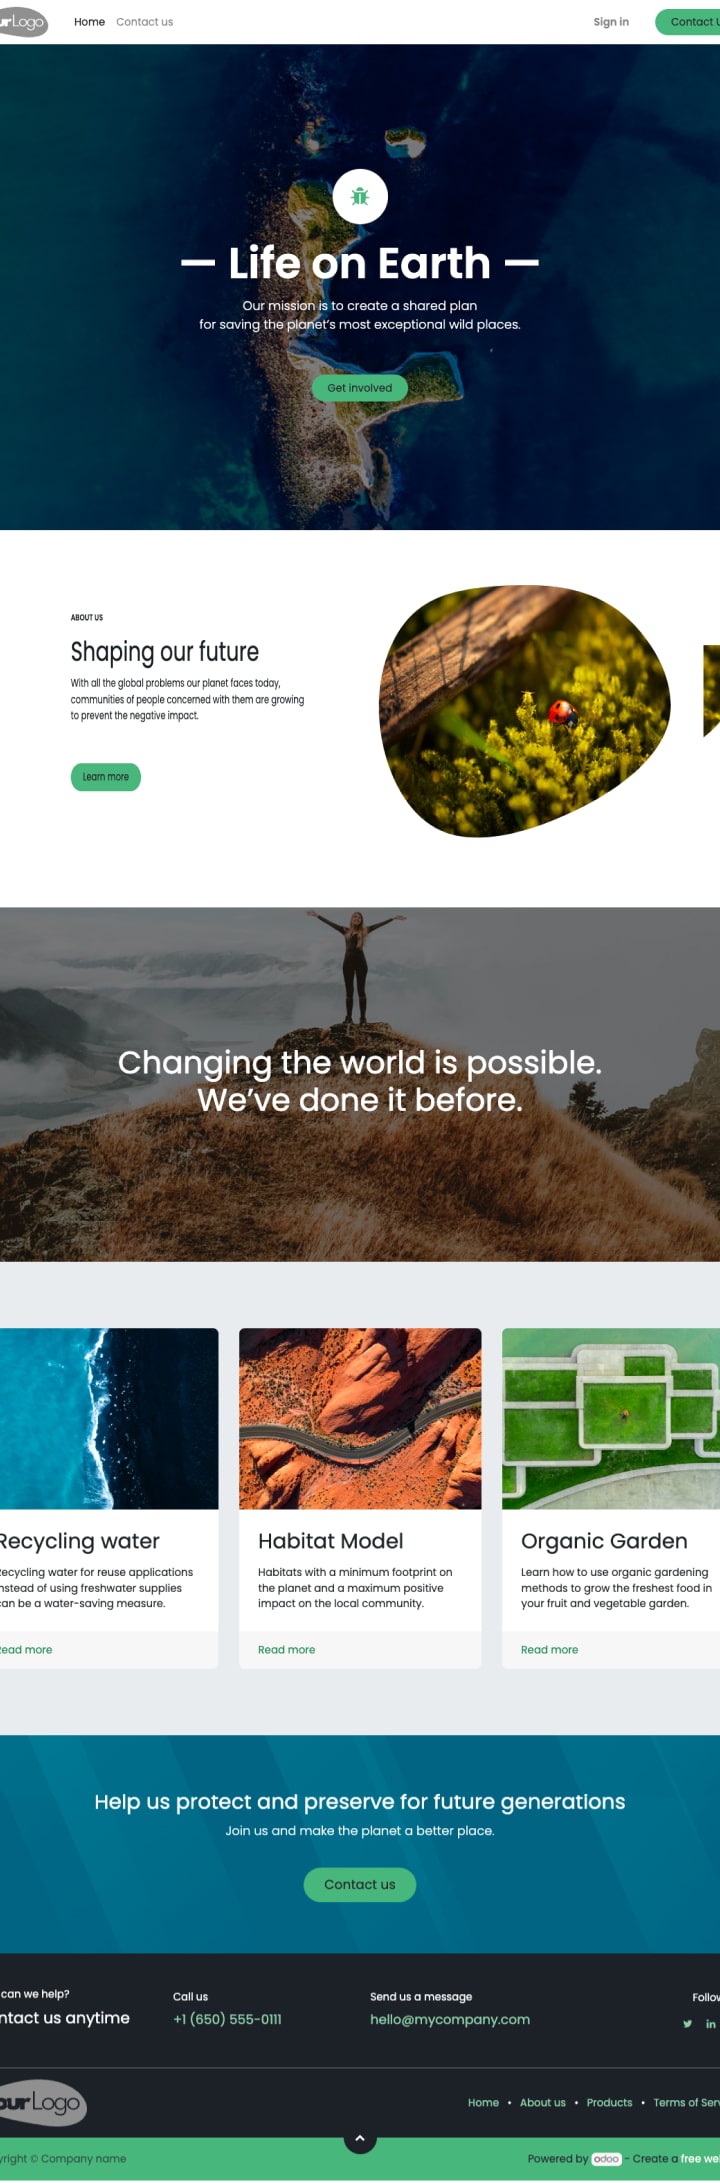 ur Logo
Home
Contact us
Sign in
Contact U
— Life on Earth —
Our mission is to create a shared plan
for saving the planet’s most exceptional wild places.
Get involved
ABOUT US
Shaping our future
With all the global problems our planet faces today,
communities of people concerned with them are growing
to prevent the negative impact.
Learn more
Changing the world is possible.
We’ve done it before.
Recycling water
Recycling water for reuse applications
nstead of using freshwater supplies
can be a water-saving measure.
Read more
Habitat Model
Habitats with a minimum footprint on
the planet and a maximum positive
impact on the local community.
Read more
Organic Garden
Learn how to use organic gardening
methods to grow the freshest food in
your fruit and vegetable garden.
Read more
Help us protect and preserve for future generations
Join us and make the planet a better place.
Contact us
can we help?
ntact us anytime
Call us
+1 (650) 555-0111
Send us a message
hello@mycompany.com
Follow
our Logo
Home • About us • Products • Terms of Serv
yright © Company name
Powered by odoo - Create a free we